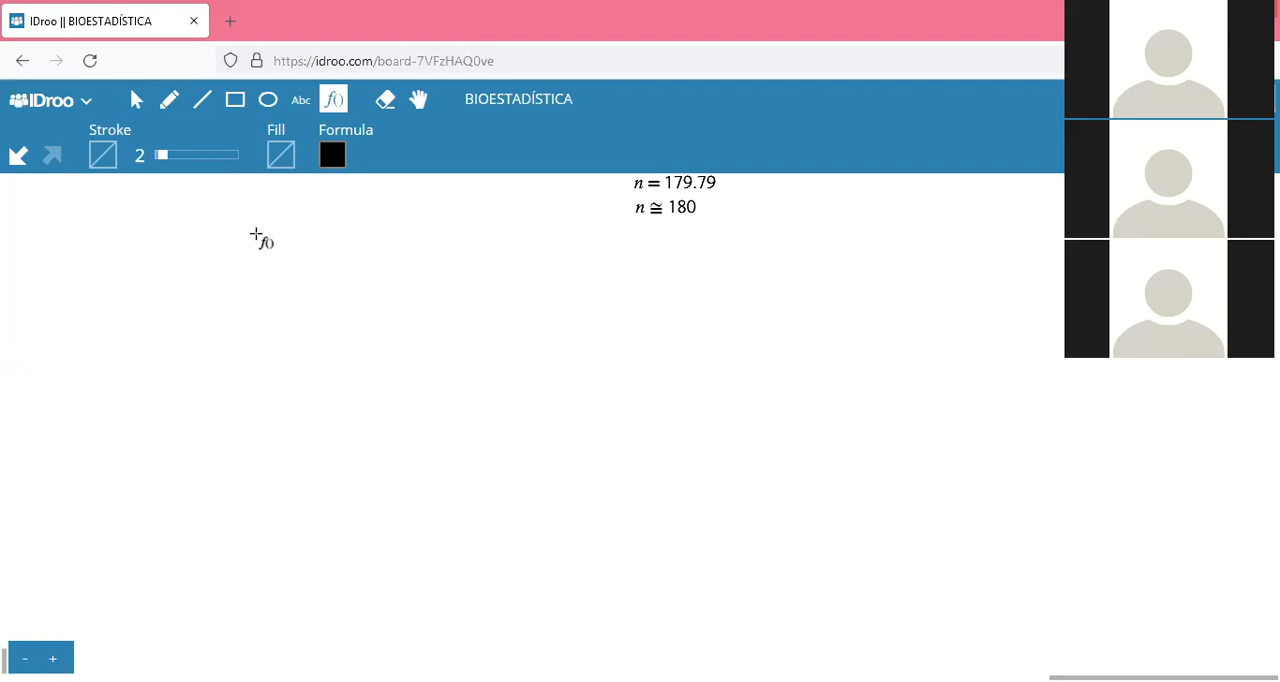 IDroo || BIOESTADÍSTICA
https://idroo.com/board-7VFzHAQ0ve
IDroo Abc f() BIOESTADÍSTICA
Stroke Fill Formula
2
n = 179.79
n ≅ 180
f()
- +